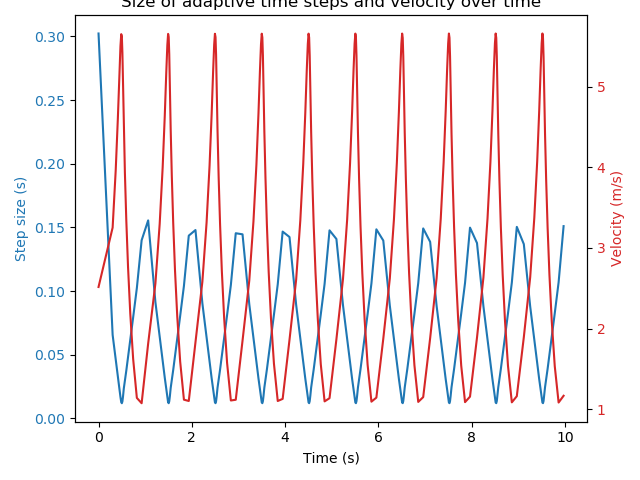 Size of adaptive time steps and velocity over time
0.30
0.25
0.20
0.15
0.10
0.05
0.00
Step size (s)
5
4
3
2
1
Velocity (m/s)
0 2 4 6 8 10
Time (s)